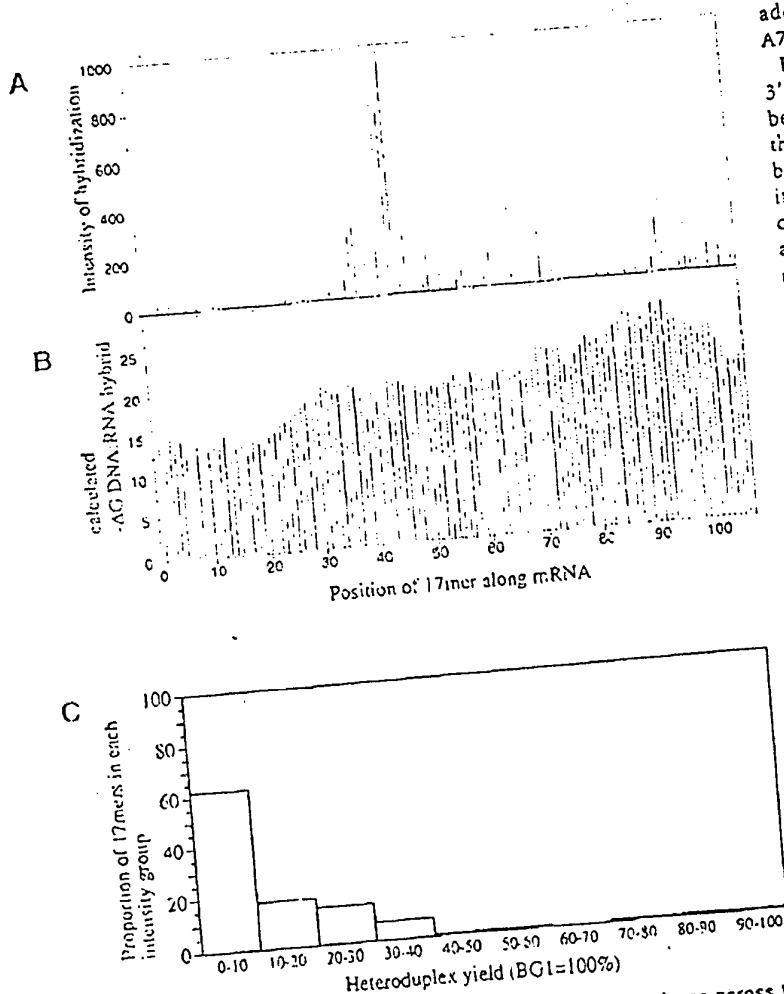 A
Intensity of hybridization
1000
800
600
400
200
0
B
calculated
-ΔG DNA:RNA hybrid
25
20
15
10
5
0
0 10 20 30 40 50 60 70 80 90 100
Position of 17mer along mRNA
C
Proportion of 17mers in each
intensity group
100
80
60
40
20
0
0-10 10-20 20-30 30-40 40-50 50-60 60-70 70-80 80-90 90-100
Heteroduplex yield (BG1=100%)
across
A7
3'